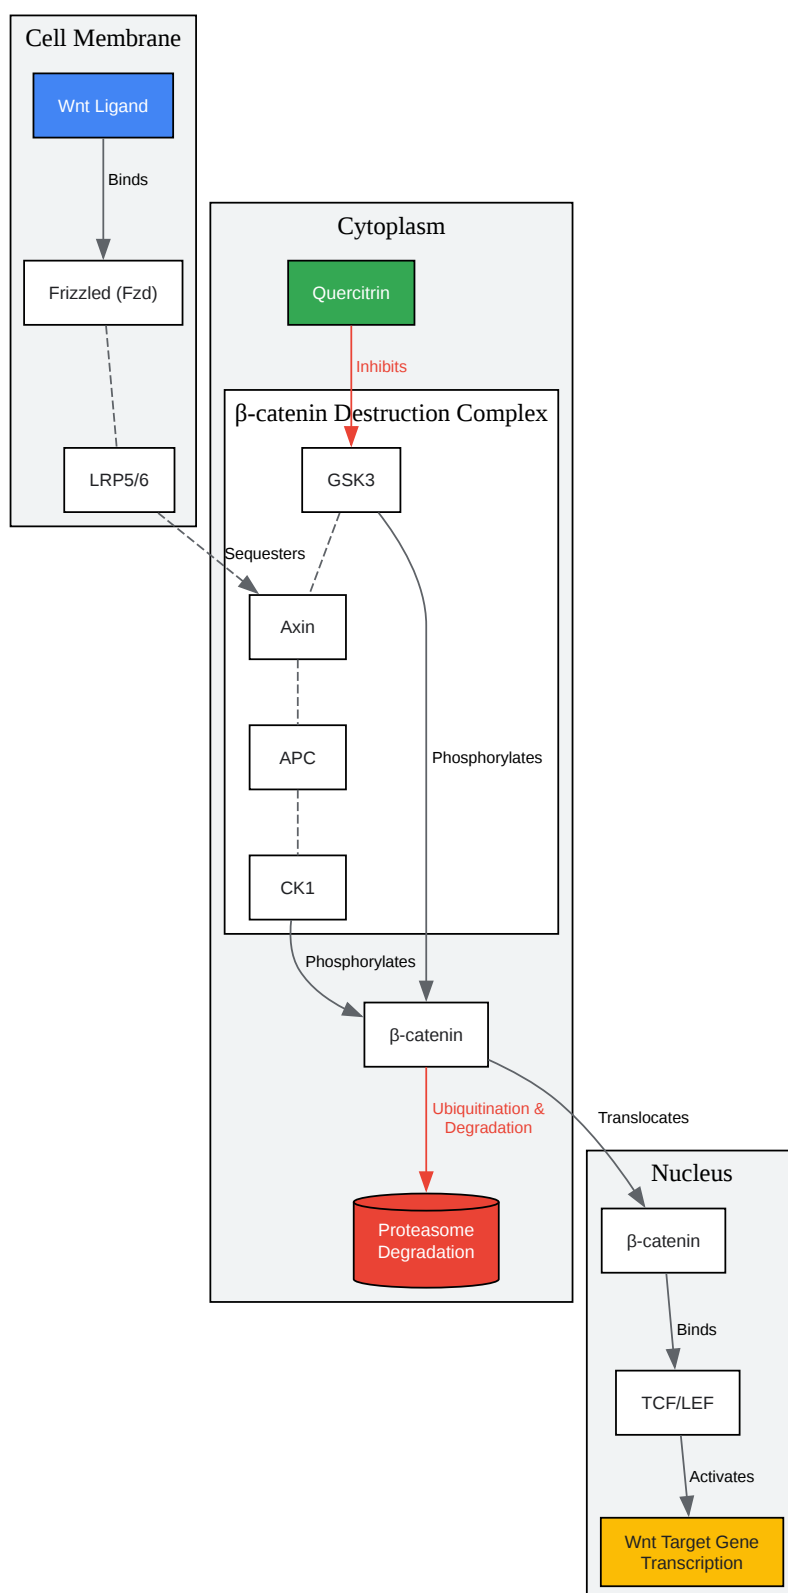 Cell Membrane
Wnt Ligand
Binds
Frizzled (Fzd)
LRP5/6
Sequesters
Cytoplasm
Quercitrin
Inhibits
β-catenin Destruction Complex
GSK3
Axin
APC
CK1
Phosphorylates
Phosphorylates
β-catenin
Ubiquitination &
Degradation
Proteasome
Degradation
Translocates
Nucleus
β-catenin
Binds
TCF/LEF
Activates
Wnt Target Gene
Transcription